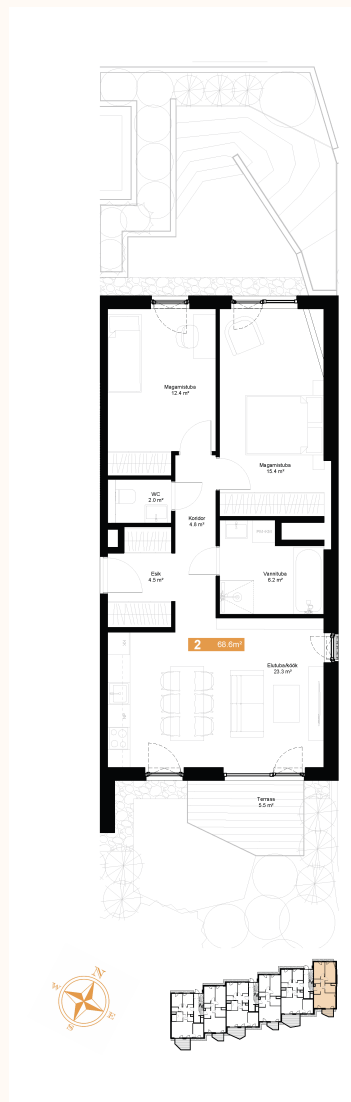 Magamistuba
12.4 m²
Magamistuba
15.4 m²
WC
2.0 m²
Koridor
4.8 m²
Esik
4.5 m²
Vannituba
6.2 m²
2 68.6m²
Elutuba/köök
23.3 m²
Terrass
5.5 m²
N